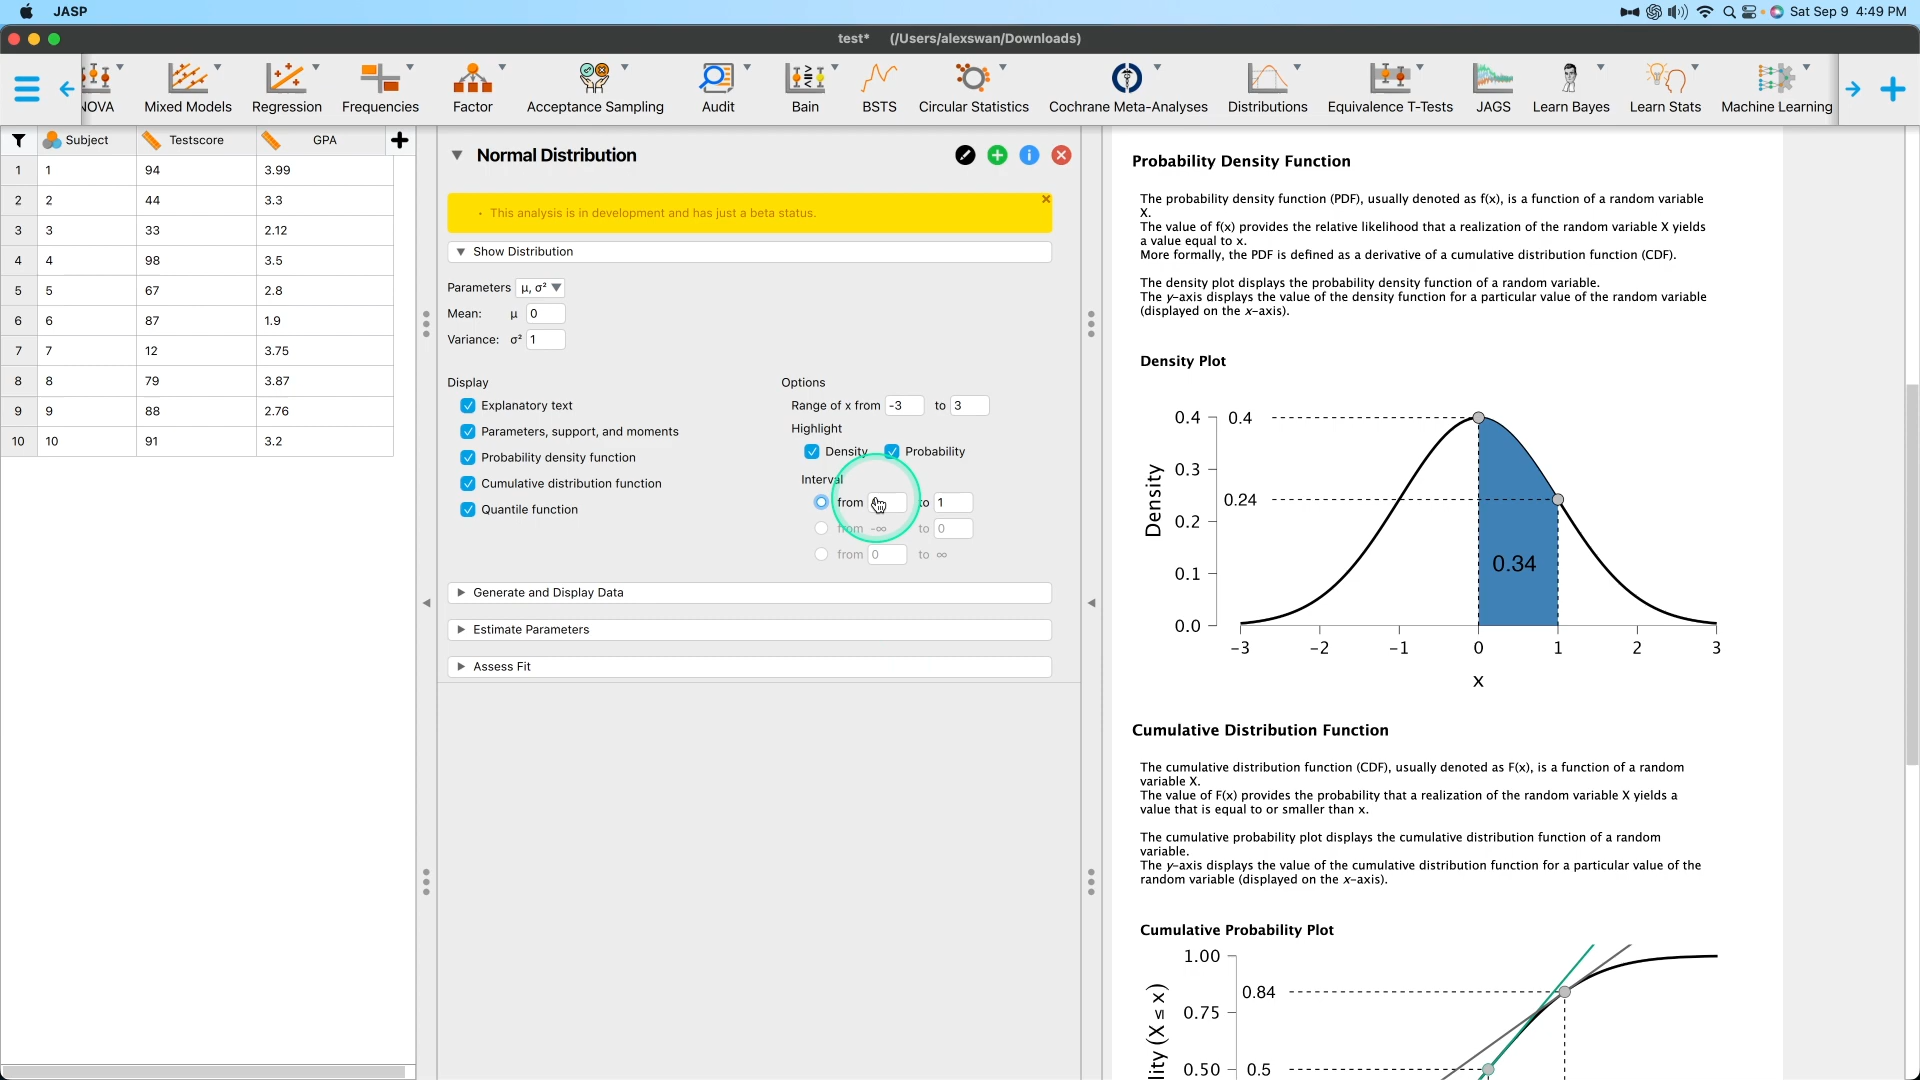 JASP
Sat Sep 9 4:49 PM
test* (/Users/alexswan/Downloads)
NOVA
Mixed Models
Regression
Frequencies
Factor
Acceptance Sampling
Audit
Bain
BSTS
Circular Statistics
Cochrane Meta-Analyses
Distributions
Equivalence T-Tests
JAGS
Learn Bayes
Learn Stats
Machine Learning
Subject Testscore GPA
1 1 94 3.99
2 2 44 3.3
3 3 33 2.12
4 4 98 3.5
5 5 67 2.8
6 6 87 1.9
7 7 12 3.75
8 8 79 3.87
9 9 88 2.76
10 10 91 3.2
Normal Distribution
• This analysis is in development and has just a beta status.
Show Distribution
Parameters μ, σ²
Mean: μ 0
Variance: σ² 1
Display
Explanatory text
Parameters, support, and moments
Probability density function
Cumulative distribution function
Quantile function
Options
Range of x from -3 to 3
Highlight
Density Probability
Interval
from to 1
from -∞ to 0
from 0 to ∞
Generate and Display Data
Estimate Parameters
Assess Fit
Probability Density Function
The probability density function (PDF), usually denoted as f(x), is a function of a random variable
X.
The value of f(x) provides the relative likelihood that a realization of the random variable X yields
a value equal to x.
More formally, the PDF is defined as a derivative of a cumulative distribution function (CDF).
The density plot displays the probability density function of a random variable.
The y-axis displays the value of the density function for a particular value of the random variable
(displayed on the x-axis).
Density Plot
0.4 0.4
0.3
0.24
0.2
0.34
0.1
0.0
Density
-3 -2 -1 0 1 2 3
x
Cumulative Distribution Function
The cumulative distribution function (CDF), usually denoted as F(x), is a function of a random
variable X.
The value of F(x) provides the probability that a realization of the random variable X yields a
value that is equal to or smaller than x.
The cumulative probability plot displays the cumulative distribution function of a random
variable.
The y-axis displays the value of the cumulative distribution function for a particular value of the
random variable (displayed on the x-axis).
Cumulative Probability Plot
1.00
0.84
0.75
0.50 0.5
lity (X ≤ x)